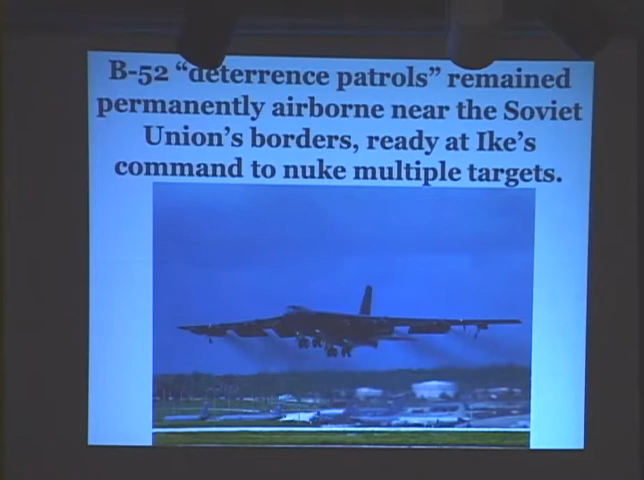 B-52 “deterrence patrols” remained
permanently airborne near the Soviet
Union’s borders, ready at Ike’s
command to nuke multiple targets.